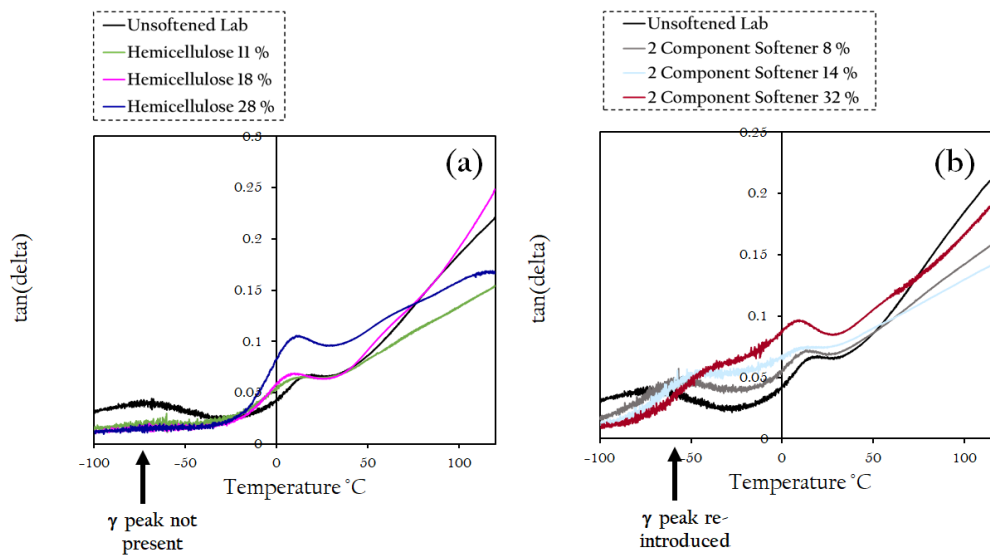 Unsoftened Lab
Hemicellulose 11 %
Hemicellulose 18 %
Hemicellulose 28 %
(a)
tan(delta)
0.3
0.25
0.2
0.15
0.1
0.05
0
-100
-50
0
50
100
Temperature °C
γ peak not
present
Unsoftened Lab
2 Component Softener 8 %
2 Component Softener 14 %
2 Component Softener 32 %
(b)
tan(delta)
0.25
0.2
0.15
0.1
0.05
0
-100
-50
0
50
100
Temperature °C
γ peak re-
introduced